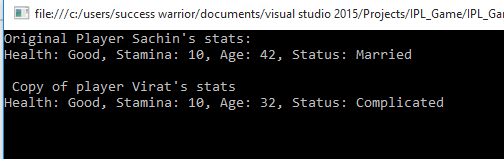 file:///c:/users/success warrior/documents/visual studio 2015/Projects/IPL_Game/IPL_Gar
Original Player Sachin's stats:
Health: Good, Stamina: 10, Age: 42, Status: Married
Copy of player Virat's stats
Health: Good, Stamina: 10, Age: 32, Status: Complicated